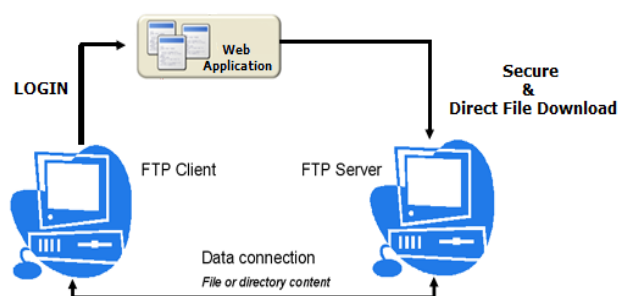 Web
Application
LOGIN
Secure
&
Direct File Download
FTP Client
FTP Server
Data connection
File or directory content